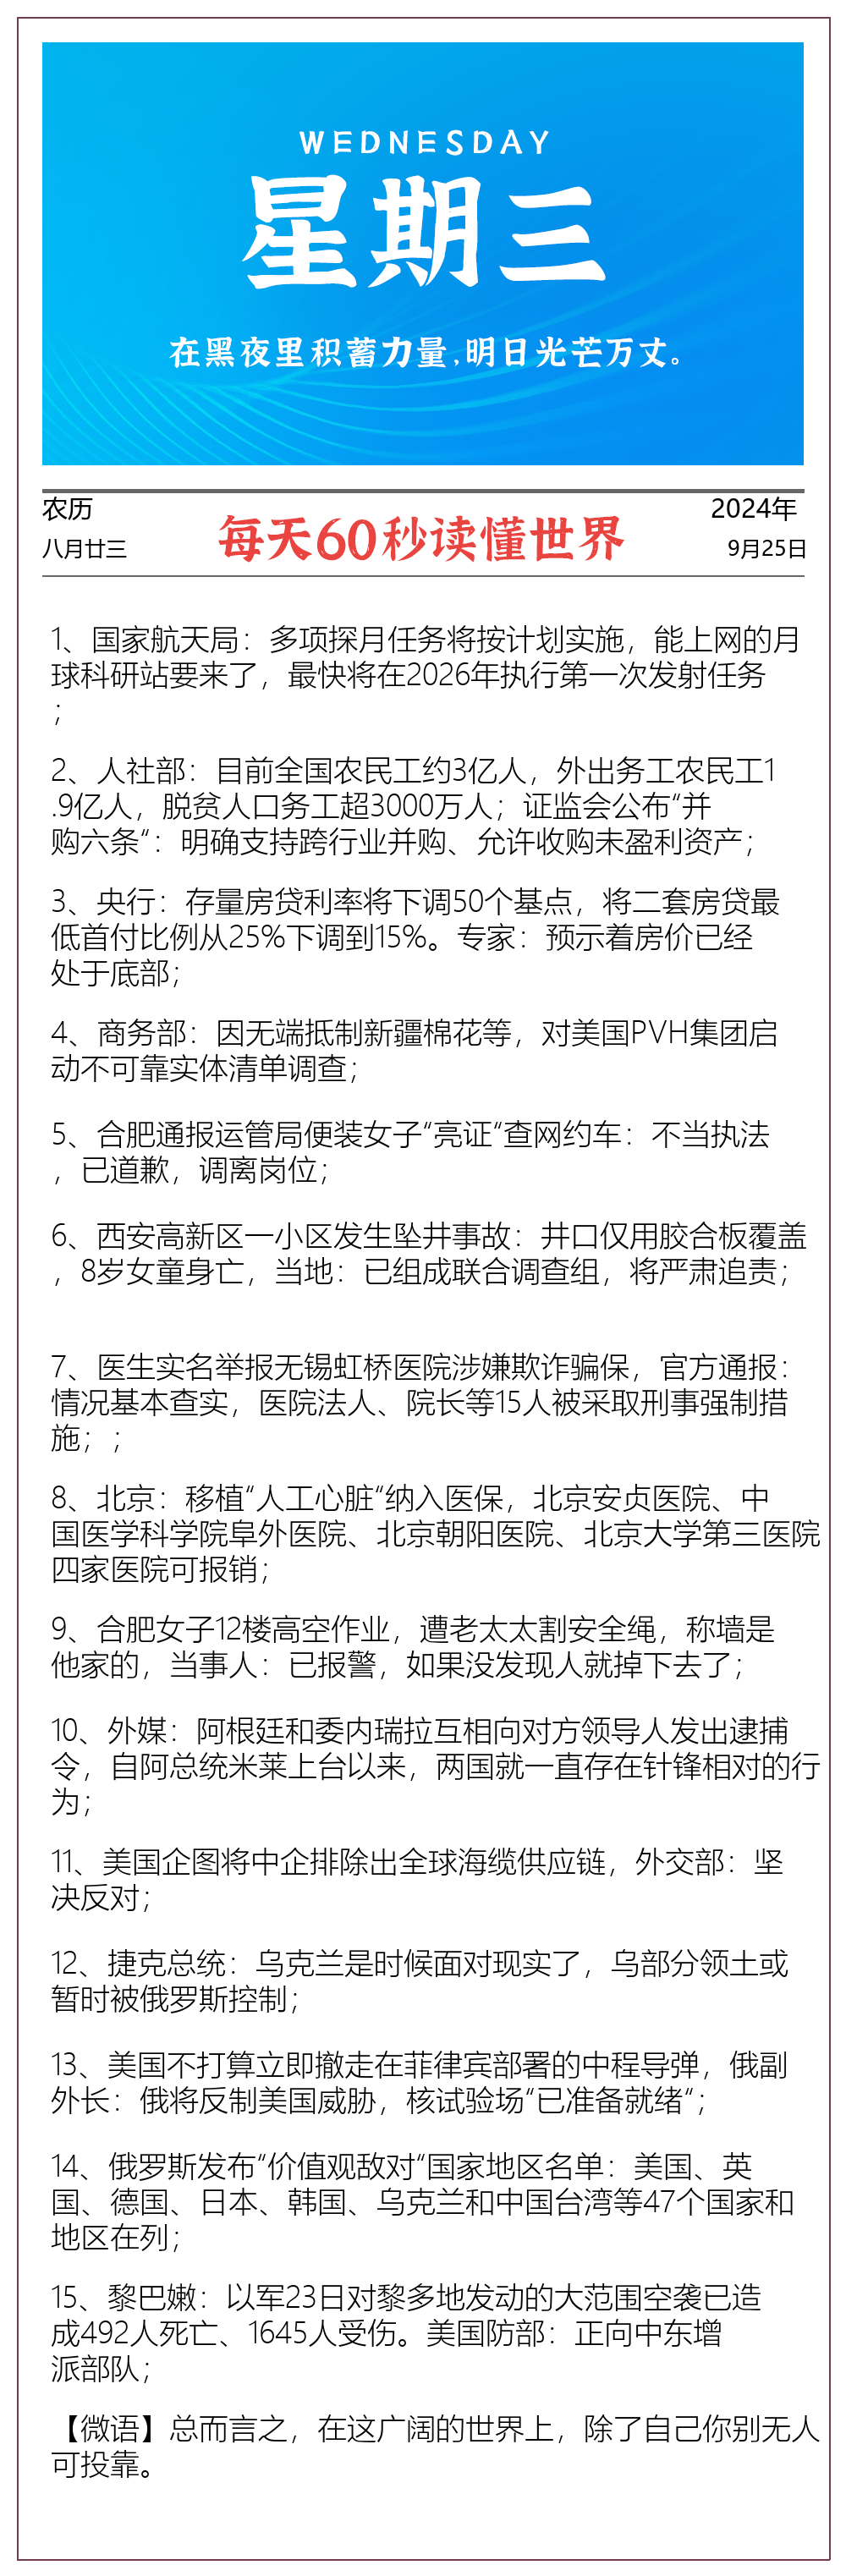 WEDNESDAY
星期三
在黑夜里积蓄力量,明日光芒万丈。
农历
八月廿三
每天60秒读懂世界
2024年
9月25日
1、国家航天局：多项探月任务将按计划实施，能上网的月
球科研站要来了，最快将在2026年执行第一次发射任务
；
2、人社部：目前全国农民工约3亿人，外出务工农民工1
.9亿人，脱贫人口务工超3000万人；证监会公布“并
购六条“：明确支持跨行业并购、允许收购未盈利资产；
3、央行：存量房贷利率将下调50个基点，将二套房贷最
低首付比例从25%下调到15%。专家：预示着房价已经
处于底部；
4、商务部：因无端抵制新疆棉花等，对美国PVH集团启
动不可靠实体清单调查；
5、合肥通报运管局便装女子“亮证“查网约车：不当执法
，已道歉，调离岗位；
6、西安高新区一小区发生坠井事故：井口仅用胶合板覆盖
，8岁女童身亡，当地：已组成联合调查组，将严肃追责；
7、医生实名举报无锡虹桥医院涉嫌欺诈骗保，官方通报：
情况基本查实，医院法人、院长等15人被采取刑事强制措
施；；
8、北京：移植“人工心脏“纳入医保，北京安贞医院、中
国医学科学院阜外医院、北京朝阳医院、北京大学第三医院
四家医院可报销；
9、合肥女子12楼高空作业，遭老太太割安全绳，称墙是
他家的，当事人：已报警，如果没发现人就掉下去了；
10、外媒：阿根廷和委内瑞拉互相向对方领导人发出逮捕
令，自阿总统米莱上台以来，两国就一直存在针锋相对的行
为；
11、美国企图将中企排除出全球海缆供应链，外交部：坚
决反对；
12、捷克总统：乌克兰是时候面对现实了，乌部分领土或
暂时被俄罗斯控制；
13、美国不打算立即撤走在菲律宾部署的中程导弹，俄副
外长：俄将反制美国威胁，核试验场“已准备就绪“；
14、俄罗斯发布“价值观敌对“国家地区名单：美国、英
国、德国、日本、韩国、乌克兰和中国台湾等47个国家和
地区在列；
15、黎巴嫩：以军23日对黎多地发动的大范围空袭已造
成492人死亡、1645人受伤。美国防部：正向中东增
派部队；
【微语】总而言之，在这广阔的世界上，除了自己你别无人
可投靠。